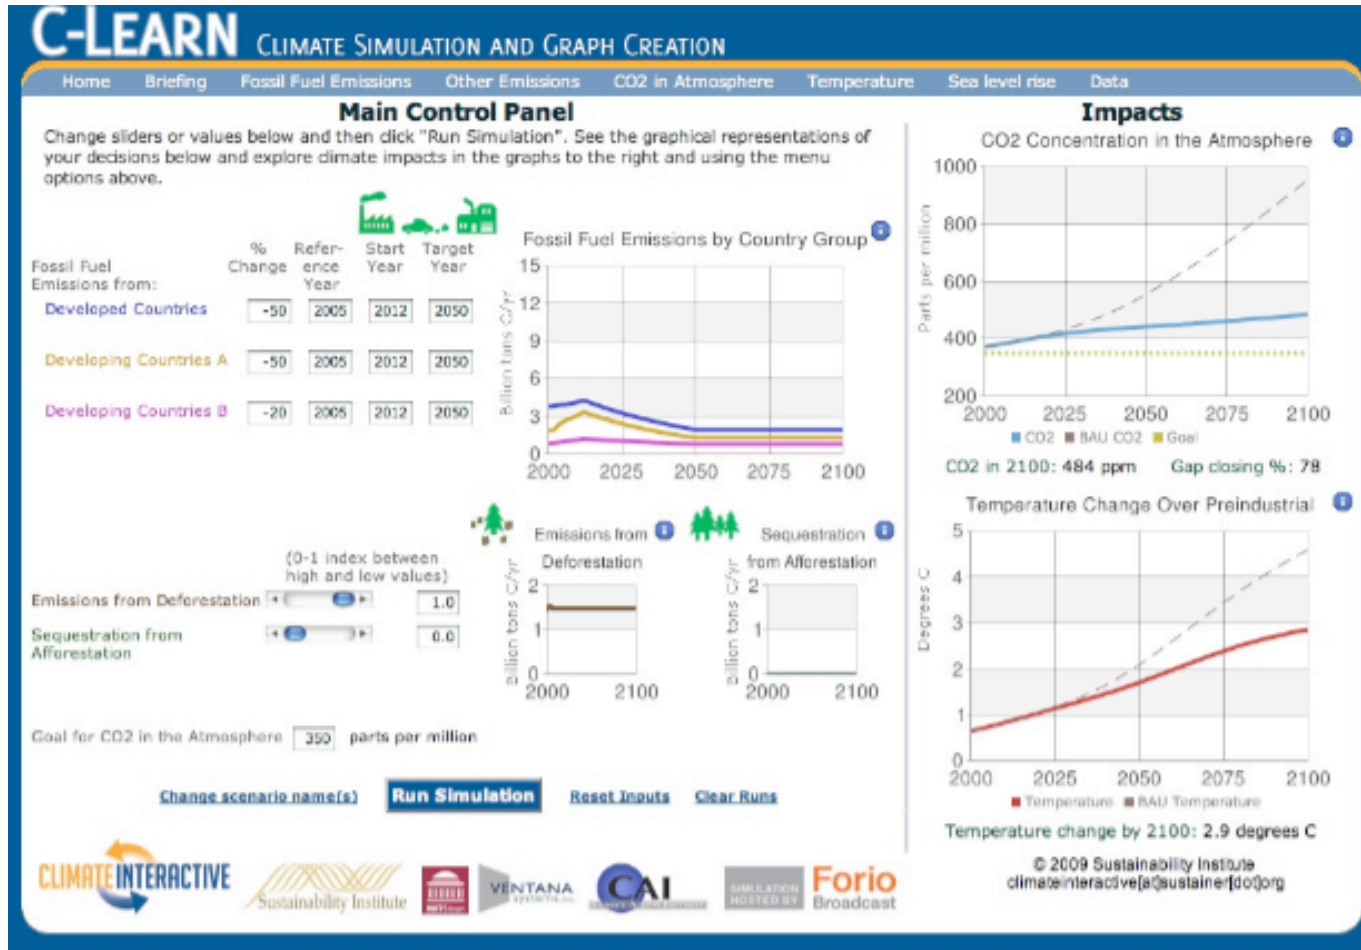 C-LEARN CLIMATE SIMULATION AND GRAPH CREATION
Home Briefing Fossil Fuel Emissions Other Emissions CO2 in Atmosphere Temperature Sea level rise Data
Main Control Panel
Change sliders or values below and then click "Run Simulation". See the graphical representations of
your decisions below and explore climate impacts in the graphs to the right and using the menu
options above.
% Change
Refer-
ence
Year
Start
Year
Target
Year
Fossil Fuel
Emissions from:
Developed Countries -50 2005 2012 2050
Developing Countries A -50 2005 2012 2050
Developing Countries B -20 2005 2012 2050
Fossil Fuel Emissions by Country Group
Billion tons C/yr
15
12
9
6
3
0
2000 2025 2050 2075 2100
(0-1 index between
high and low values)
Emissions from Deforestation 1.0
Sequestration from
Afforestation
0.0
Emissions from
Deforestation
Billion tons C/yr
2
1
0
2000 2100
Sequestration
from Afforestation
Billion tons C/yr
2
1
0
2000 2100
Goal for CO2 in the Atmosphere 350 parts per million
Change scenario name(s) Run Simulation Reset Inputs Clear Runs
Impacts
CO2 Concentration in the Atmosphere
Parts per million
1000
800
600
400
200
2000 2025 2050 2075 2100
CO2 BAU CO2 Goal
CO2 in 2100: 484 ppm Gap closing %: 78
Temperature Change Over Preindustrial
Degrees C
5
4
3
2
1
0
2000 2025 2050 2075 2100
Temperature BAU Temperature
Temperature change by 2100: 2.9 degrees C
© 2009 Sustainability Institute
climateinteractive[at]sustainer[dot]org
CLIMATE INTERACTIVE
Sustainability Institute
VENTANA
systems, inc.
CAI
SIMULATION
HOSTED BY
Forio
Broadcast